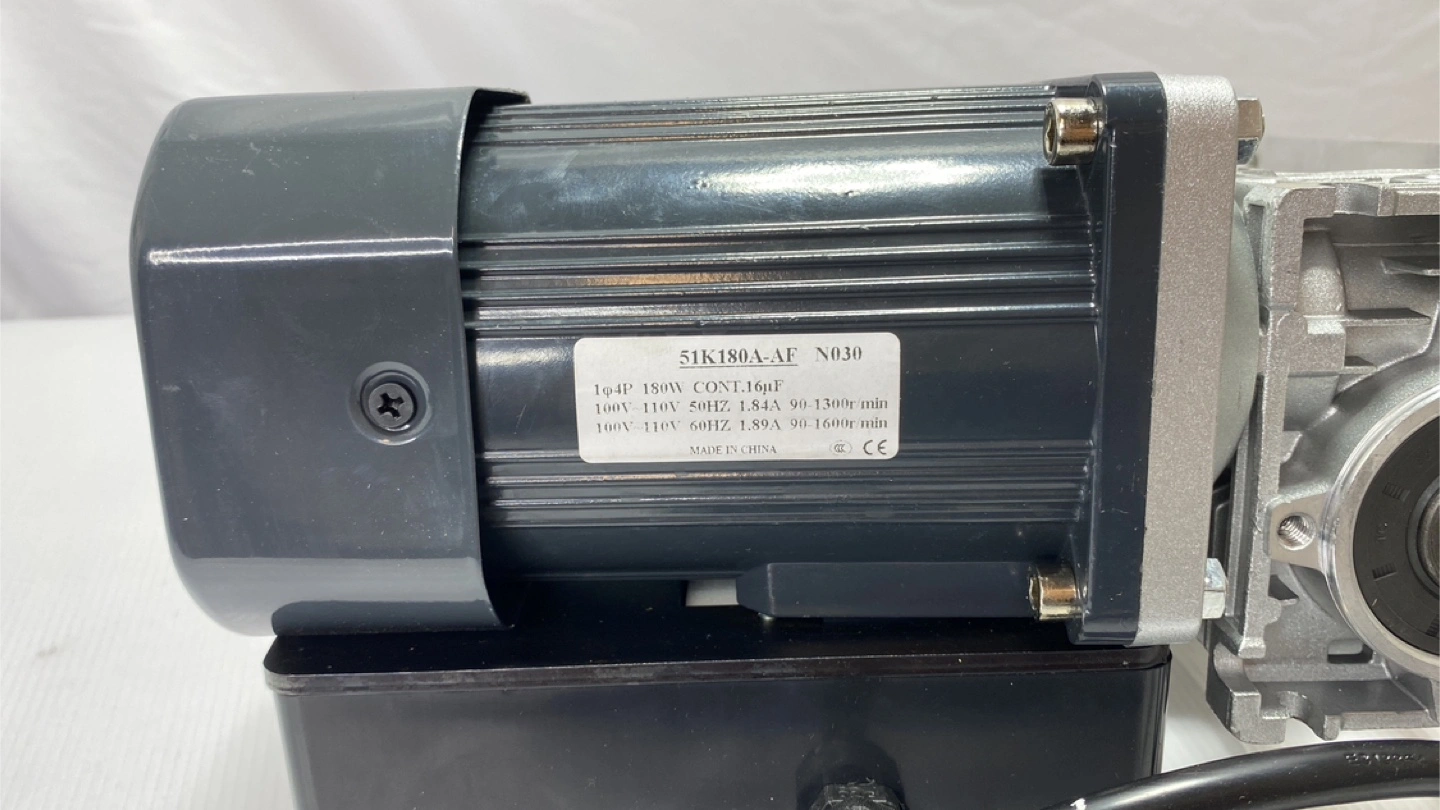 51K180A-AF N030
1φ4P 180W CONT.16μF
100V-110V 50HZ 1.84A 90-1300r/min
100V-110V 60HZ 1.89A 90-1600r/min
MADE IN CHINA CCC CE